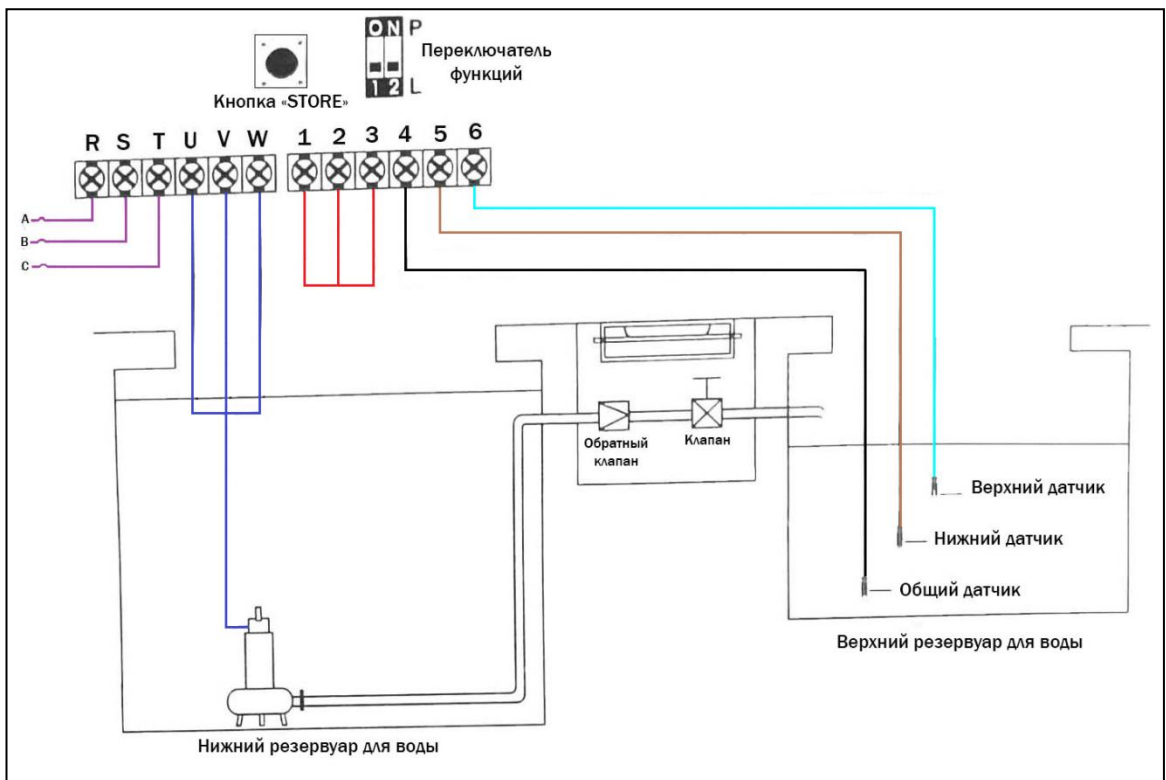 ON P
1 2 L
Переключатель
функций
Кнопка «STORE»
R S T U V W 1 2 3 4 5 6
A
B
C
Обратный
клапан
Клапан
Верхний датчик
Нижний датчик
Общий датчик
Верхний резервуар для воды
Нижний резервуар для воды